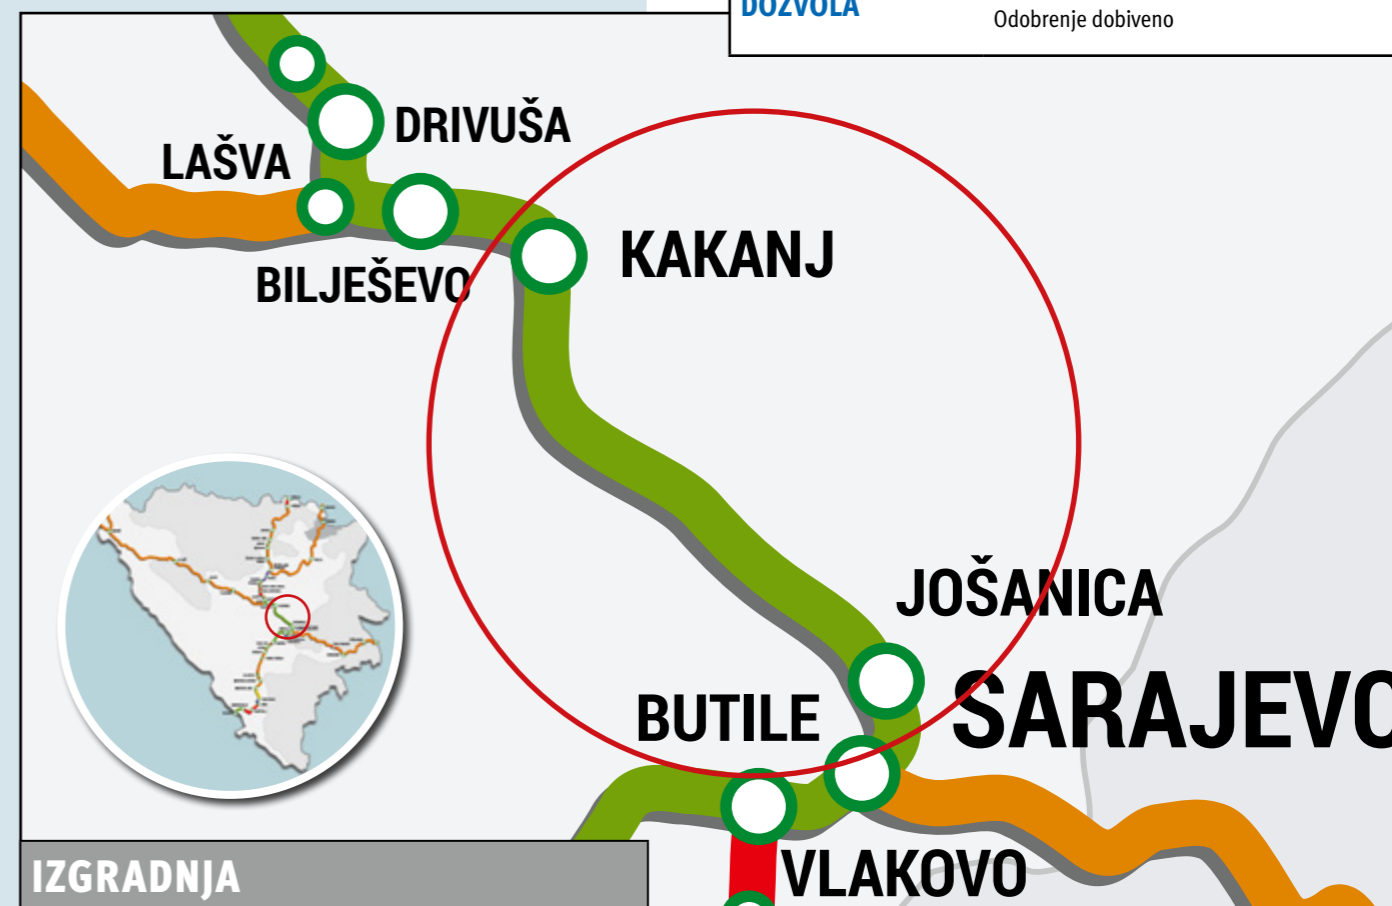 DOZVOLA
Odobrenje dobiveno
DRIVUŠA
LAŠVA
KAKANJ
BILJEŠEVO
JOŠANICA
SARAJEVO
BUTILE
VLAKOVO
IZGRADNJA